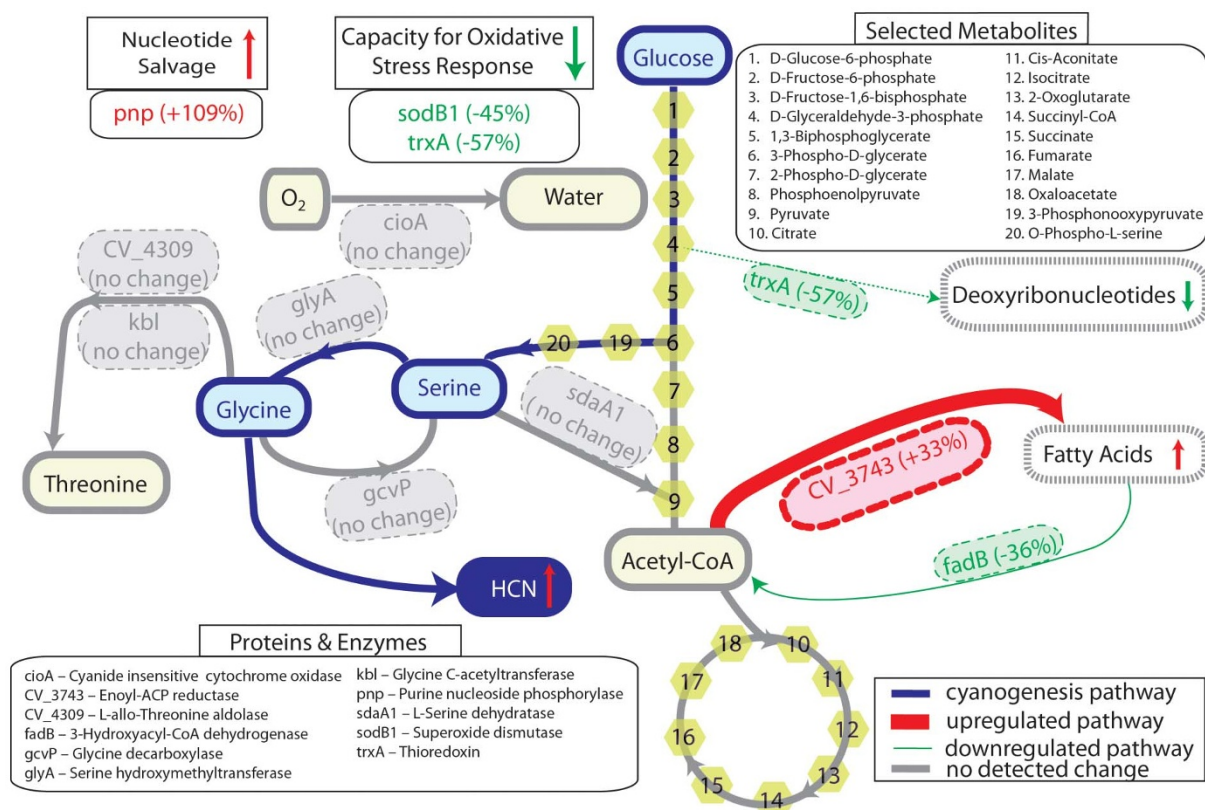 Nucleotide
Salvage
pnp (+109%)
Capacity for Oxidative
Stress Response
sodB1 (-45%)
trxA (-57%)
Glucose
Selected Metabolites
1. D-Glucose-6-phosphate
2. D-Fructose-6-phosphate
3. D-Fructose-1,6-bisphosphate
4. D-Glyceraldehyde-3-phosphate
5. 1,3-Biphosphoglycerate
6. 3-Phospho-D-glycerate
7. 2-Phospho-D-glycerate
8. Phosphoenolpyruvate
9. Pyruvate
10. Citrate
11. Cis-Aconitate
12. Isocitrate
13. 2-Oxoglutarate
14. Succinyl-CoA
15. Succinate
16. Fumarate
17. Malate
18. Oxaloacetate
19. 3-Phosphonooxypyruvate
20. O-Phospho-L-serine
1
2
3
4
5
6
7
8
9
O2
Water
cioA
(no change)
CV_4309
(no change)
kbl
(no change)
glyA
(no change)
20
19
trxA (-57%)
Deoxyribonucleotides
Glycine
Serine
sdaA1
( no change)
gcvP
(no change)
Threonine
CV_3743 (+33%)
Fatty Acids
fadB (-36%)
Acetyl-CoA
HCN
18
10
17
11
16
12
15
13
14
Proteins & Enzymes
cioA – Cyanide insensitive cytochrome oxidase
CV_3743 – Enoyl-ACP reductase
CV_4309 – L-allo-Threonine aldolase
fadB – 3-Hydroxyacyl-CoA dehydrogenase
gcvP – Glycine decarboxylase
glyA – Serine hydroxymethyltransferase
kbl – Glycine C-acetyltransferase
pnp – Purine nucleoside phosphorylase
sdaA1 – L-Serine dehydratase
sodB1 – Superoxide dismutase
trxA – Thioredoxin
cyanogenesis pathway
upregulated pathway
downregulated pathway
no detected change